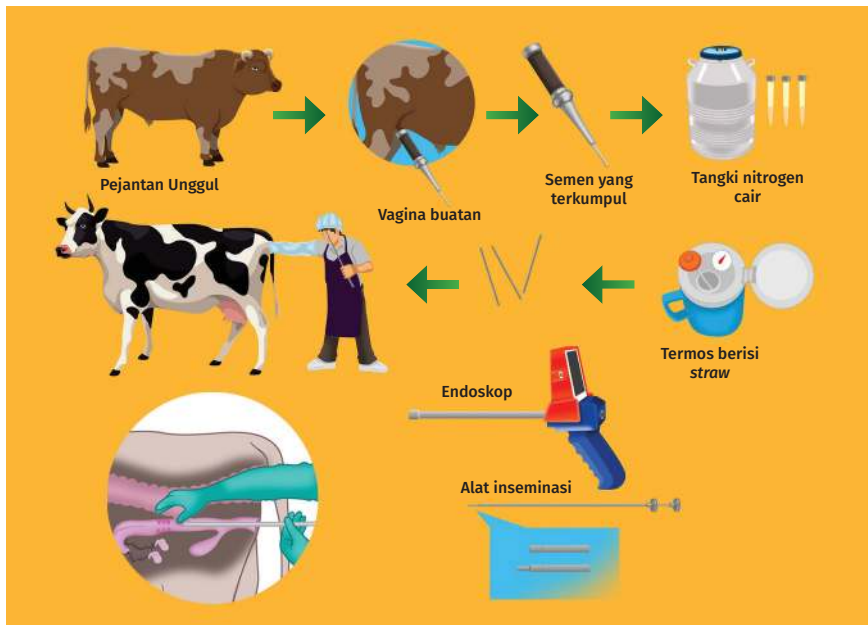 Pejantan Unggul
Vagina buatan
Semen yang
terkumpul
Tangki nitrogen
cair
Termos berisi
straw
Endoskop
Alat inseminasi